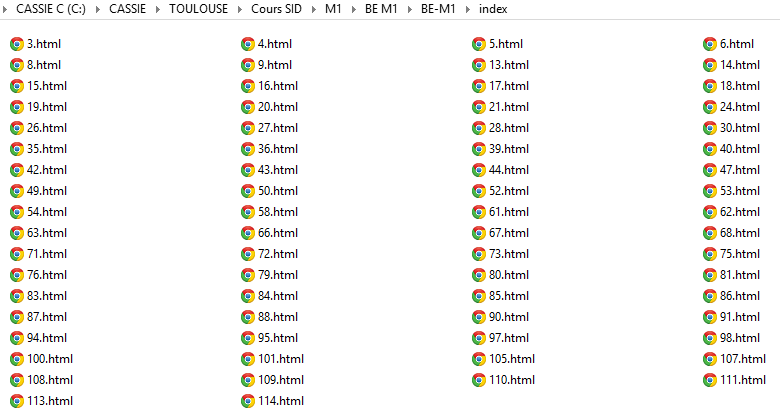 CASSIE C (C:) CASSIE TOULOUSE Cours SID M1 BE M1 BE-M1 index
3.html 4.html 5.html 6.html
8.html 9.html 13.html 14.html
15.html 16.html 17.html 18.html
19.html 20.html 21.html 24.html
26.html 27.html 28.html 30.html
35.html 36.html 39.html 40.html
42.html 43.html 44.html 47.html
49.html 50.html 52.html 53.html
54.html 58.html 61.html 62.html
63.html 66.html 67.html 68.html
71.html 72.html 73.html 75.html
76.html 79.html 80.html 81.html
83.html 84.html 85.html 86.html
87.html 88.html 90.html 91.html
94.html 95.html 97.html 98.html
100.html 101.html 105.html 107.html
108.html 109.html 110.html 111.html
113.html 114.html